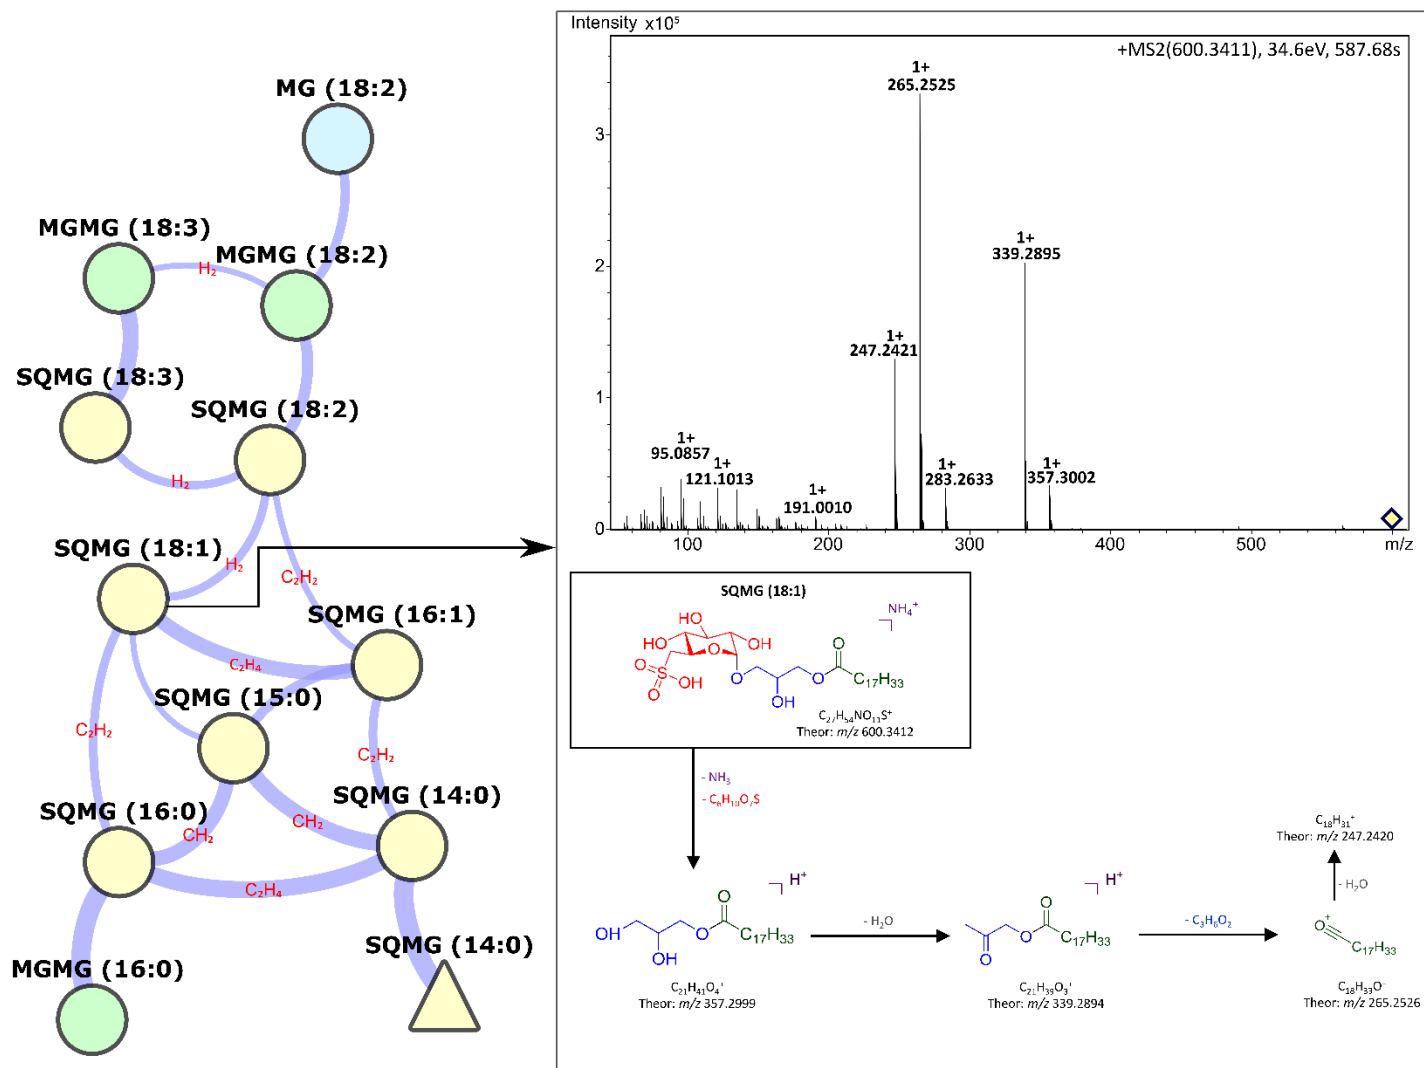 MG (18:2)
MGMG (18:3)
MGMG (18:2)
H₂
SQMG (18:3)
SQMG (18:2)
H₂
SQMG (18:1)
H₂
C₂H₂
SQMG (16:1)
C₂H₄
SQMG (15:0)
C₂H₂
C₂H₂
SQMG (16:0)
SQMG (14:0)
CH₂
CH₂
C₂H₄
SQMG (14:0)
MGMG (16:0)
Intensity x10⁵
+MS2(600.3411), 34.6eV, 587.68s
3
2
1
0
1+
265.2525
1+
339.2895
1+
247.2421
1+
95.0857
1+
121.1013
1+
191.0010
1+
283.2633
1+
357.3002
100
200
300
400
500
m/z
SQMG (18:1)
NH₄⁺
HO
HO
HO
OH
O
O
S
O
OH
O
OH
O
O
C₁₇H₃₃
C₂₇H₅₄NO₁₁S⁺
Theor: m/z 600.3412
- NH₃
- C₆H₁₀O₇S
H⁺
O
OH
O
C₁₇H₃₃
OH
C₂₁H₄₁O₄⁺
Theor: m/z 357.2999
- H₂O
H⁺
O
O
C₁₇H₃₃
O
C₂₁H₃₉O₃⁺
Theor: m/z 339.2894
- C₃H₆O₂
C₁₈H₃₁⁺
Theor: m/z 247.2420
- H₂O
+
O
C₁₇H₃₃
C₁₈H₃₃O⁺
Theor: m/z 265.2526